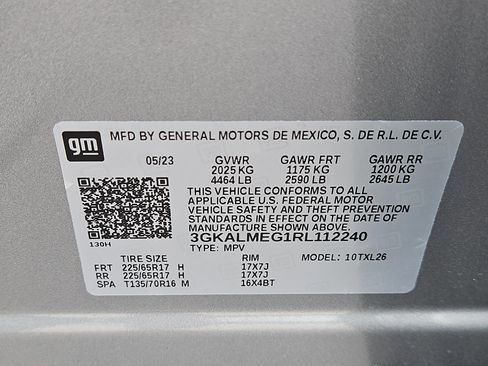 gm
MFD BY GENERAL MOTORS DE MEXICO, S. DE R.L. DE C.V.
05/23 GVWR GAWR FRT GAWR RR
2025 KG 1175 KG 1200 KG
4464 LB 2590 LB 2645 LB
THIS VEHICLE CONFORMS TO ALL
APPLICABLE U.S. FEDERAL MOTOR
VEHICLE SAFETY AND THEFT PREVENTION
STANDARDS IN EFFECT ON THE DATE OF
MANUFACTURE SHOWN ABOVE.
130H 3GKALMEG1RL112240
TYPE: MPV
TIRE SIZE RIM MODEL: 10TXL26
FRT 225/65R17 H 17X7J
RR 225/65R17 H 17X7J
SPA T135/70R16 M 16X4BT